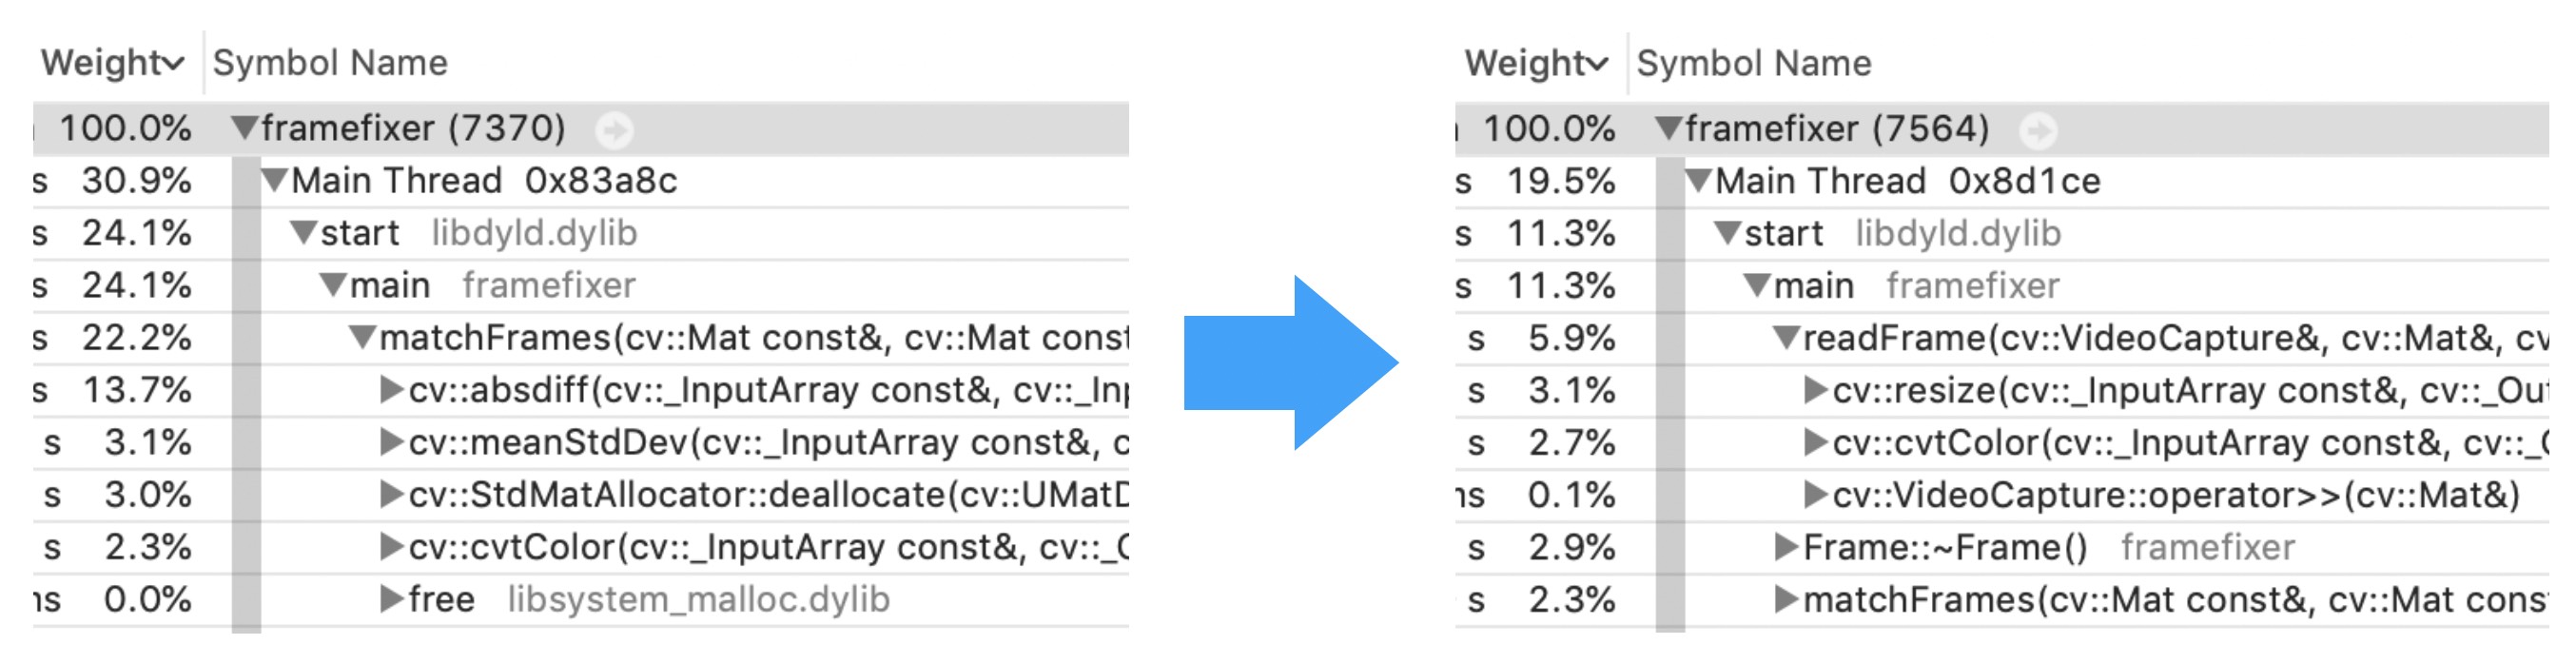 Weight Symbol Name
100.0% framefixer (7370)
s 30.9% Main Thread 0x83a8c
s 24.1% start libdyld.dylib
s 24.1% main framefixer
s 22.2% matchFrames(cv::Mat const&, cv::Mat const
s 13.7% cv::absdiff(cv::_InputArray const&, cv::_Inp
s 3.1% cv::meanStdDev(cv::_InputArray const&, c
s 3.0% cv::StdMatAllocator::deallocate(cv::UMatD
s 2.3% cv::cvtColor(cv::_InputArray const&, cv::_O
ns 0.0% free libsystem_malloc.dylib
Weight Symbol Name
100.0% framefixer (7564)
s 19.5% Main Thread 0x8d1ce
s 11.3% start libdyld.dylib
s 11.3% main framefixer
s 5.9% readFrame(cv::VideoCapture&, cv::Mat&, cv
s 3.1% cv::resize(cv::_InputArray const&, cv::_Out
s 2.7% cv::cvtColor(cv::_InputArray const&, cv::_O
ns 0.1% cv::VideoCapture::operator>>(cv::Mat&)
s 2.9% Frame::~Frame() framefixer
s 2.3% matchFrames(cv::Mat const&, cv::Mat cons